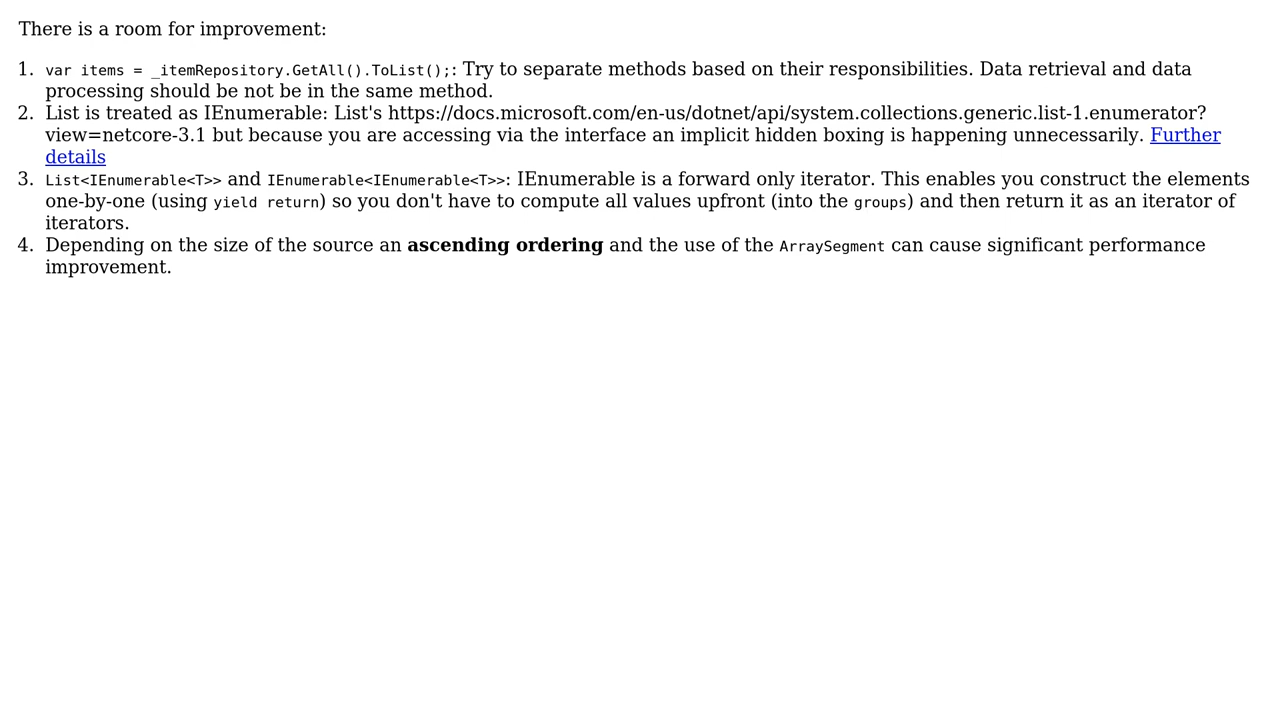 There is a room for improvement:
1. var items = _itemRepository.GetAll().ToList();: Try to separate methods based on their responsibilities. Data retrieval and data
processing should be not be in the same method.
2. List is treated as IEnumerable: List's https://docs.microsoft.com/en-us/dotnet/api/system.collections.generic.list-1.enumerator?
view=netcore-3.1 but because you are accessing via the interface an implicit hidden boxing is happening unnecessarily. Further
details
3. List<IEnumerable<T>> and IEnumerable<IEnumerable<T>>: IEnumerable is a forward only iterator. This enables you construct the elements
one-by-one (using yield return) so you don't have to compute all values upfront (into the groups) and then return it as an iterator of
iterators.
4. Depending on the size of the source an ascending ordering and the use of the ArraySegment can cause significant performance
improvement.